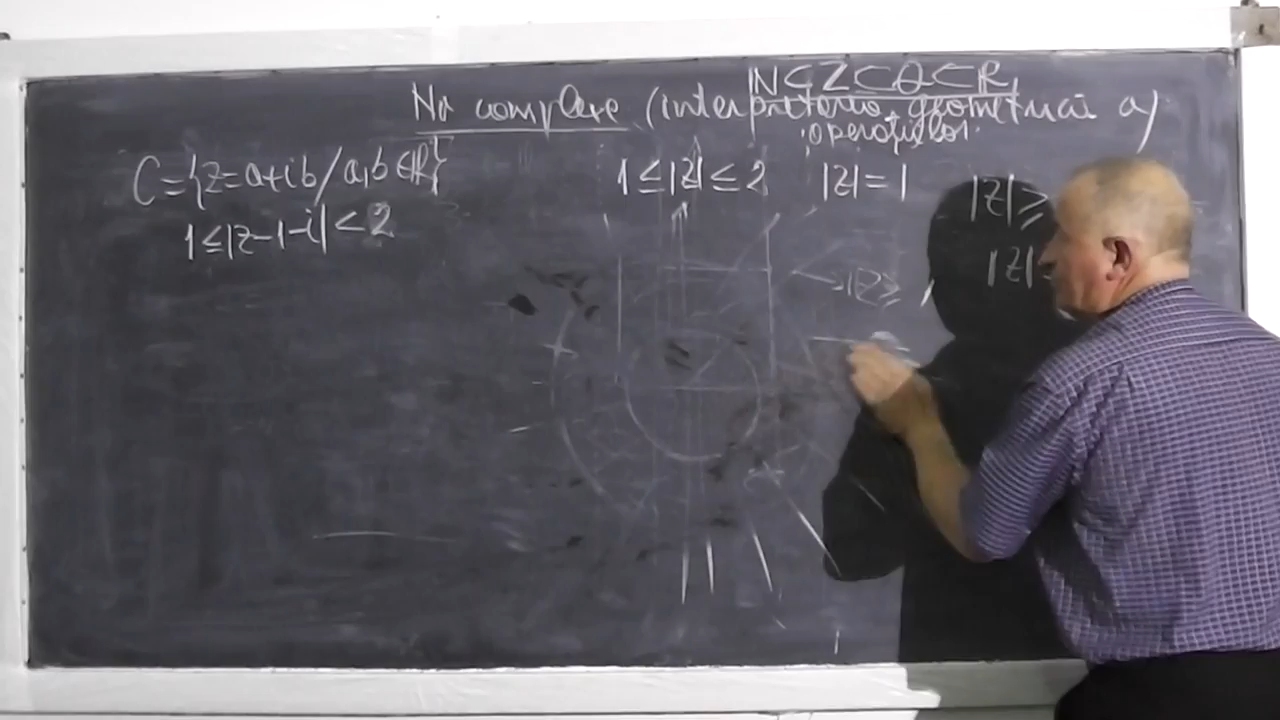 N⊂Z⊂Q⊂R,
Nr complexe (interpretarea geometrică a)
operațiilor.
C={z=a+ib/a,b∈R}
1≤|z-1-i|<2
1≤|z|≤2
|z|=1
|z|≥
|z|
|z|≥